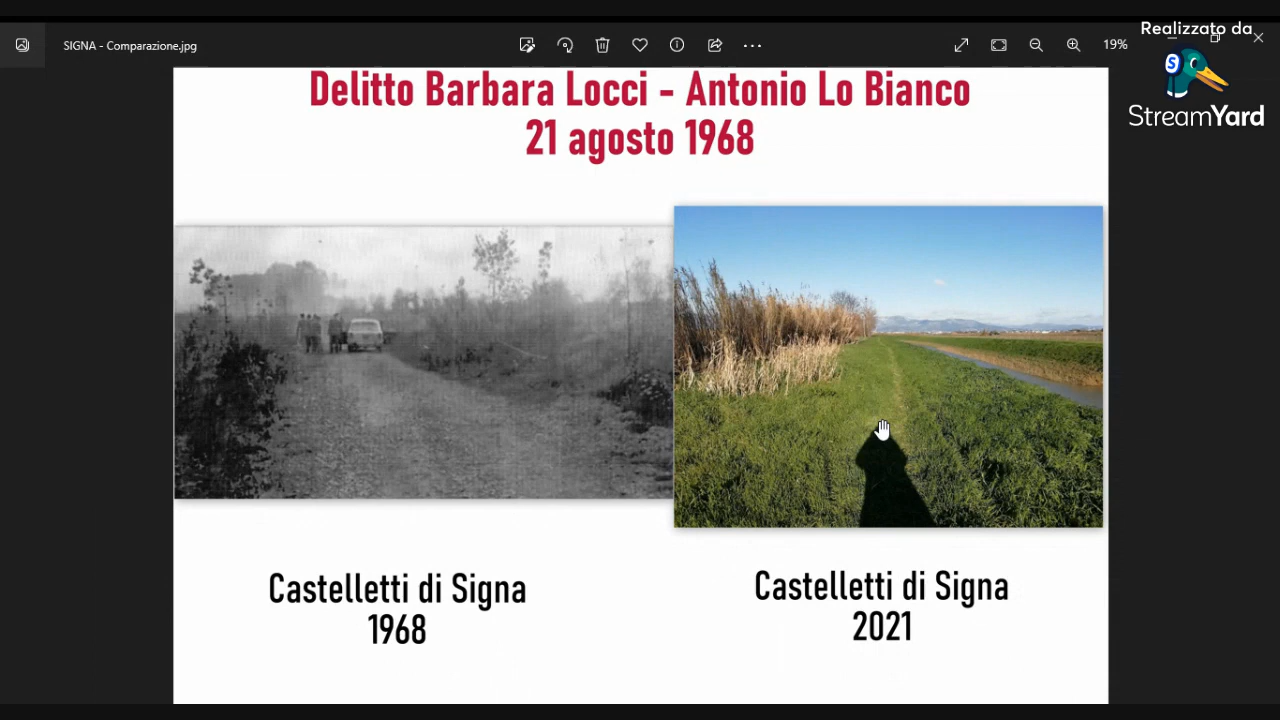 SIGNA - Comparazione.jpg
19%
Realizzato da
StreamYard
Delitto Barbara Locci - Antonio Lo Bianco
21 agosto 1968
Castelletti di Signa
1968
Castelletti di Signa
2021